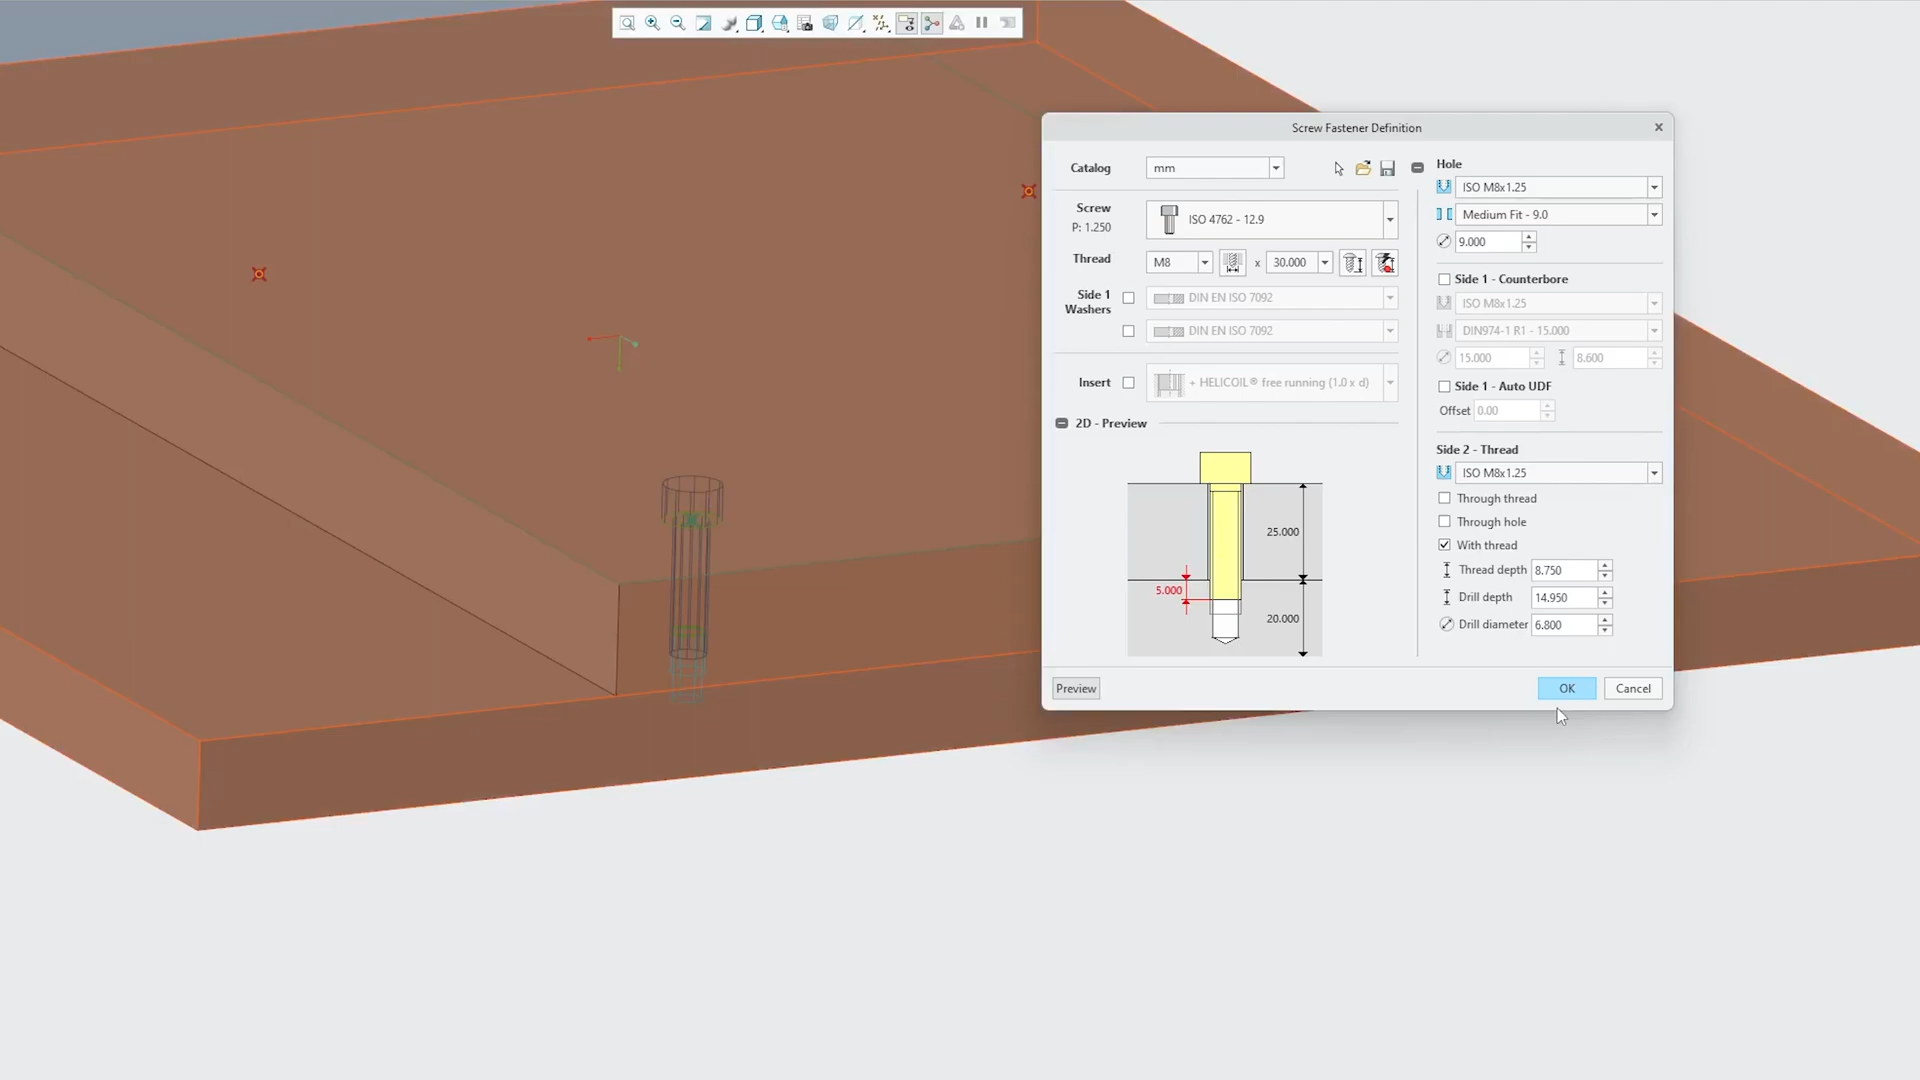 Screw Fastener Definition
Catalog
mm
Screw
P: 1.250
ISO 4762 - 12.9
Thread
M8
x
30.000
Side 1
Washers
DIN EN ISO 7092
DIN EN ISO 7092
Insert
+ HELICOIL® free running (1.0 x d)
2D - Preview
25.000
5.000
20.000
Hole
ISO M8x1.25
Medium Fit - 9.0
9.000
Side 1 - Counterbore
ISO M8x1.25
DIN974-1 R1 - 15.000
15.000
8.600
Side 1 - Auto UDF
Offset
0.00
Side 2 - Thread
ISO M8x1.25
Through thread
Through hole
With thread
Thread depth
8.750
Drill depth
14.950
Drill diameter
6.800
Preview
OK
Cancel